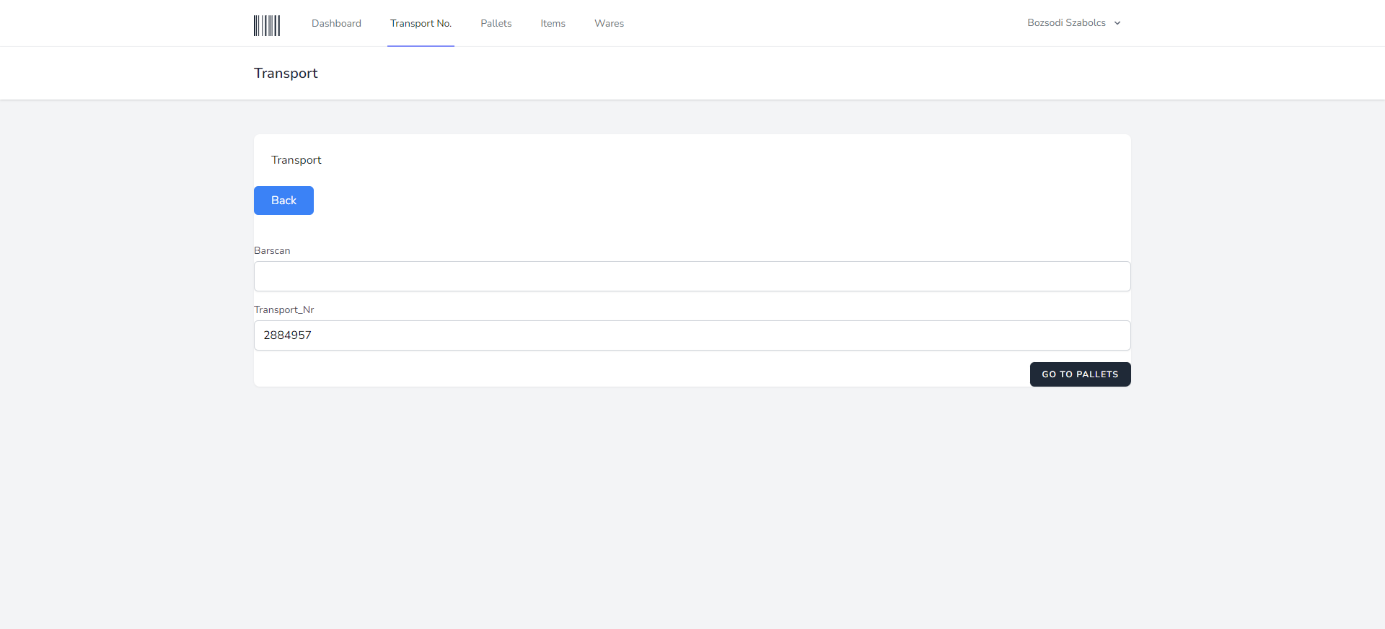 Dashboard Transport No. Pallets Items Wares Bozsodi Szabolcs
Transport
Transport
Back
Barscan
Transport_Nr
2884957
GO TO PALLETS